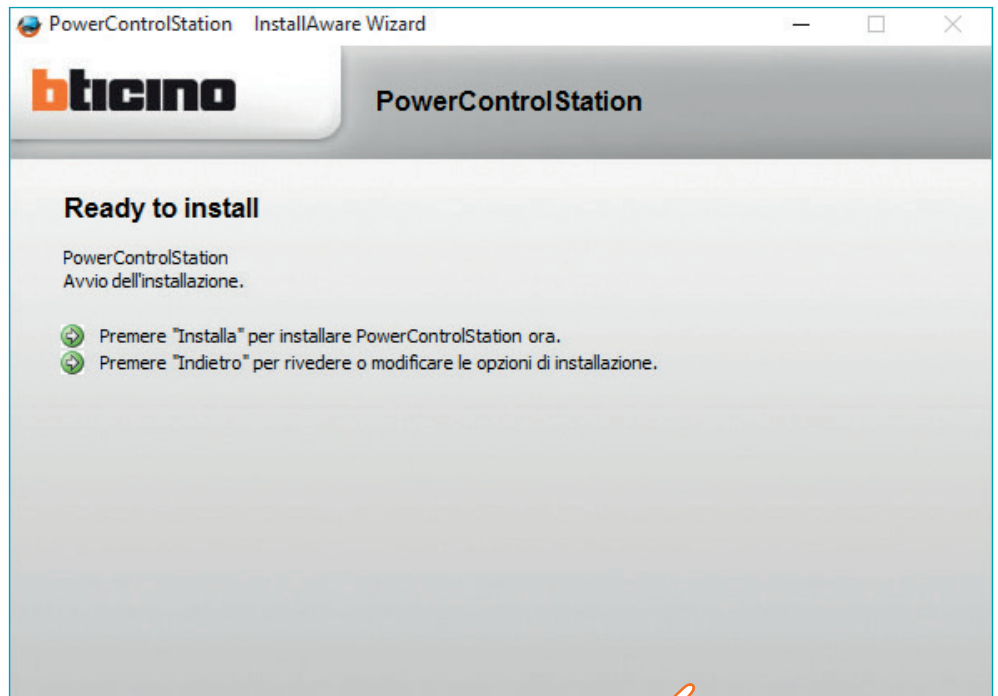 PowerControlStation InstallAware Wizard
bticino
PowerControlStation
Ready to install
PowerControlStation
Avvio dell'installazione.
Premere "Installa" per installare PowerControlStation ora.
Premere "Indietro" per rivedere o modificare le opzioni di installazione.